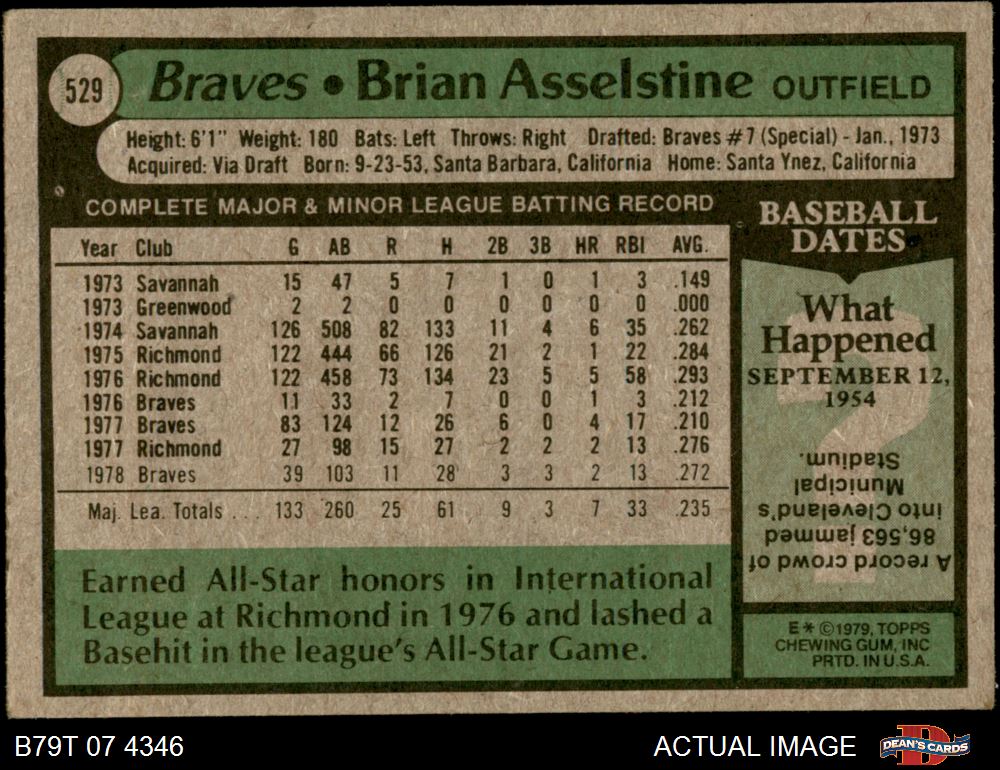 529 Braves • Brian Asselstine OUTFIELD
Height: 6'1" Weight: 180 Bats: Left Throws: Right Drafted: Braves #7 (Special) - Jan., 1973
Acquired: Via Draft Born: 9-23-53, Santa Barbara, California Home: Santa Ynez, California
COMPLETE MAJOR & MINOR LEAGUE BATTING RECORD
Year Club G AB R H 2B 3B HR RBI AVG.
1973 Savannah 15 47 5 7 1 0 1 3 .149
1973 Greenwood 2 2 0 0 0 0 0 0 .000
1974 Savannah 126 508 82 133 11 4 6 35 .262
1975 Richmond 122 444 66 126 21 2 1 22 .284
1976 Richmond 122 458 73 134 23 5 5 58 .293
1976 Braves 11 33 2 7 0 0 1 3 .212
1977 Braves 83 124 12 26 6 0 4 17 .210
1977 Richmond 27 98 15 27 2 2 2 13 .276
1978 Braves 39 103 11 28 3 3 2 13 .272
Maj. Lea. Totals ... 133 260 25 61 9 3 7 33 .235
Earned All-Star honors in International
League at Richmond in 1976 and lashed a
Basehit in the league's All-Star Game.
BASEBALL
DATES
What
Happened
SEPTEMBER 12,
1954
?
A record crowd of
86,563 jammed
into Cleveland's
Municipal
Stadium.
E * © 1979, TOPPS
CHEWING GUM, INC
PRTD. IN U.S.A.
B79T 07 4346
ACTUAL IMAGE
D
DEAN'S CARDS